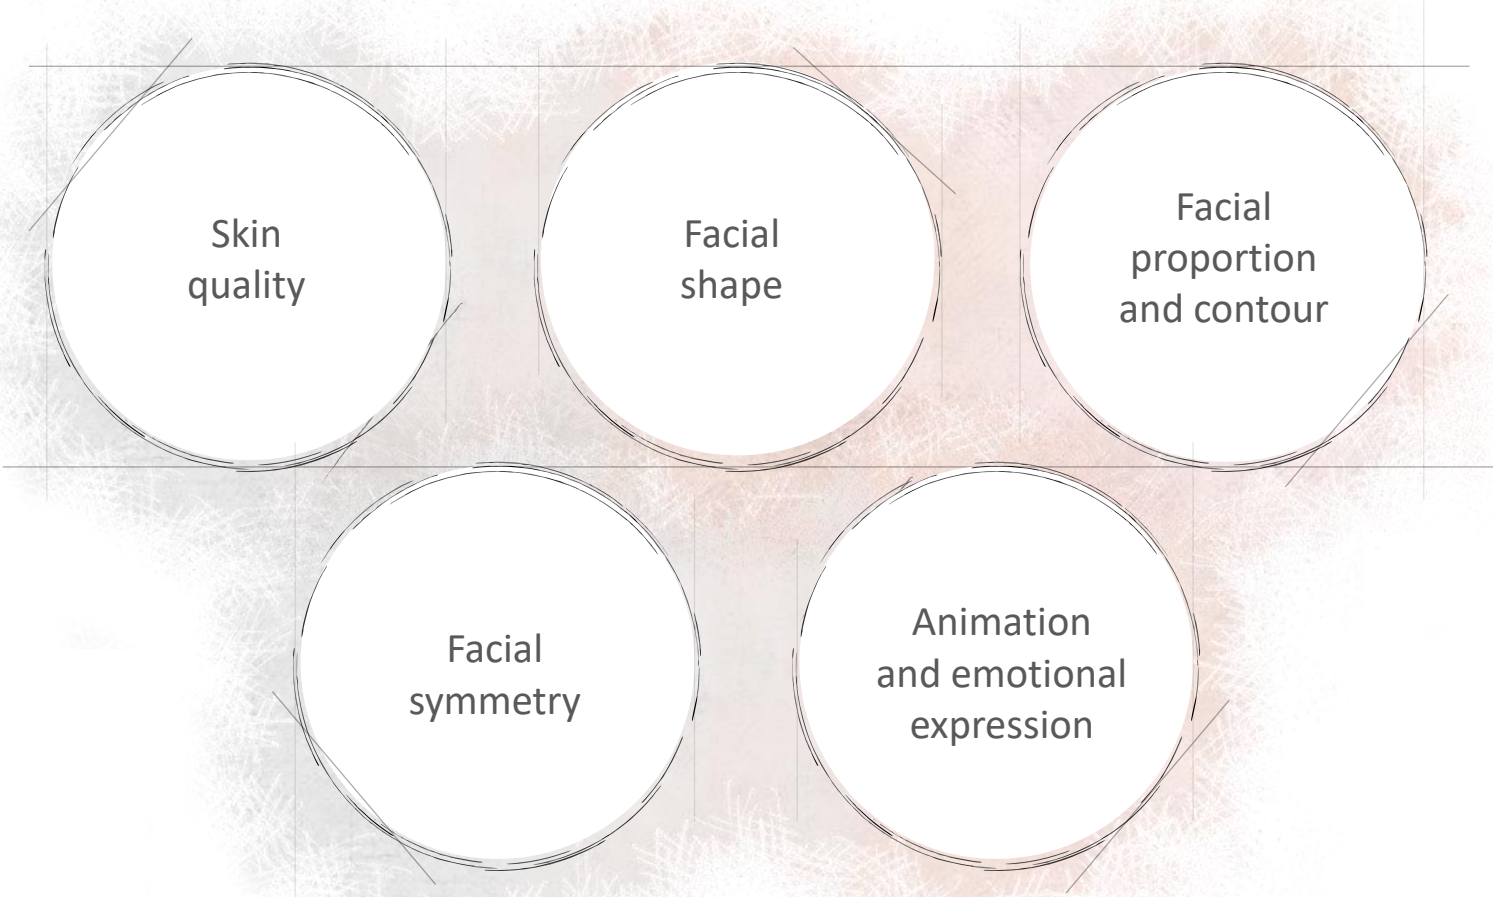 Skin
quality
Facial
shape
Facial
proportion
and contour
Facial
symmetry
Animation
and emotional
expression